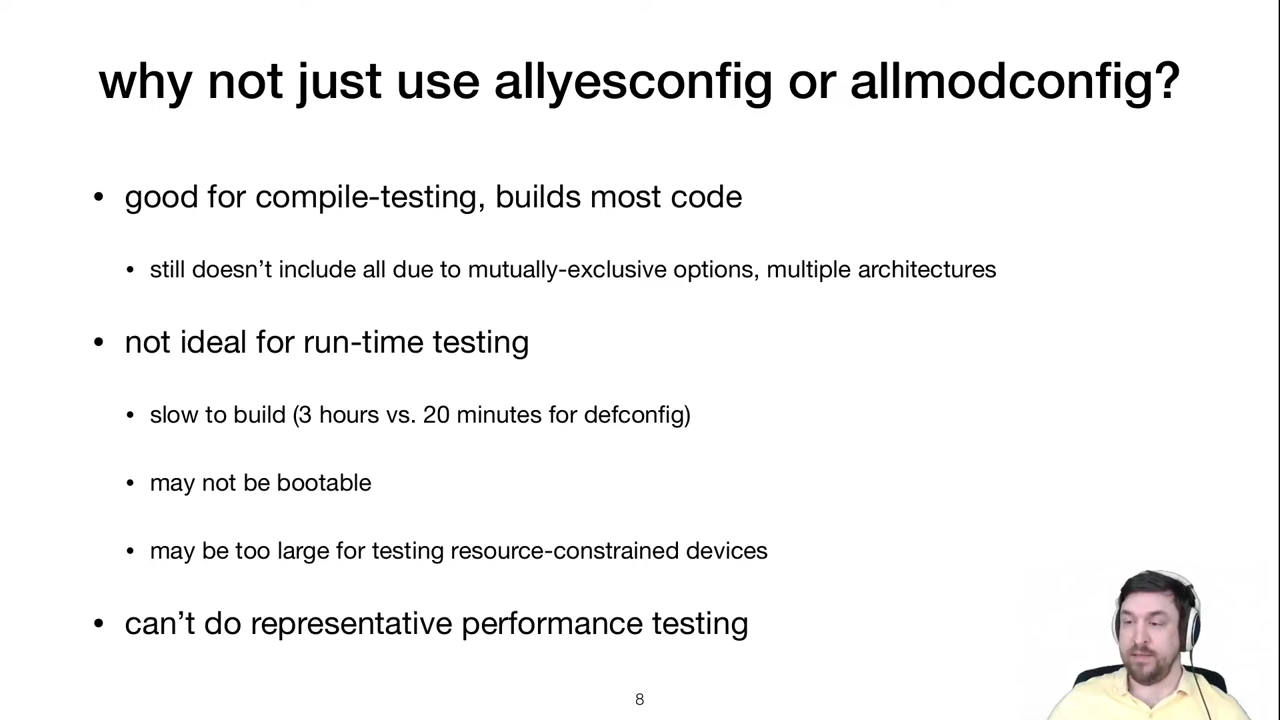 why not just use allyesconfig or allmodconfig?
• good for compile-testing, builds most code
• still doesn’t include all due to mutually-exclusive options, multiple architectures
• not ideal for run-time testing
• slow to build (3 hours vs. 20 minutes for defconfig)
• may not be bootable
• may be too large for testing resource-constrained devices
• can’t do representative performance testing
8